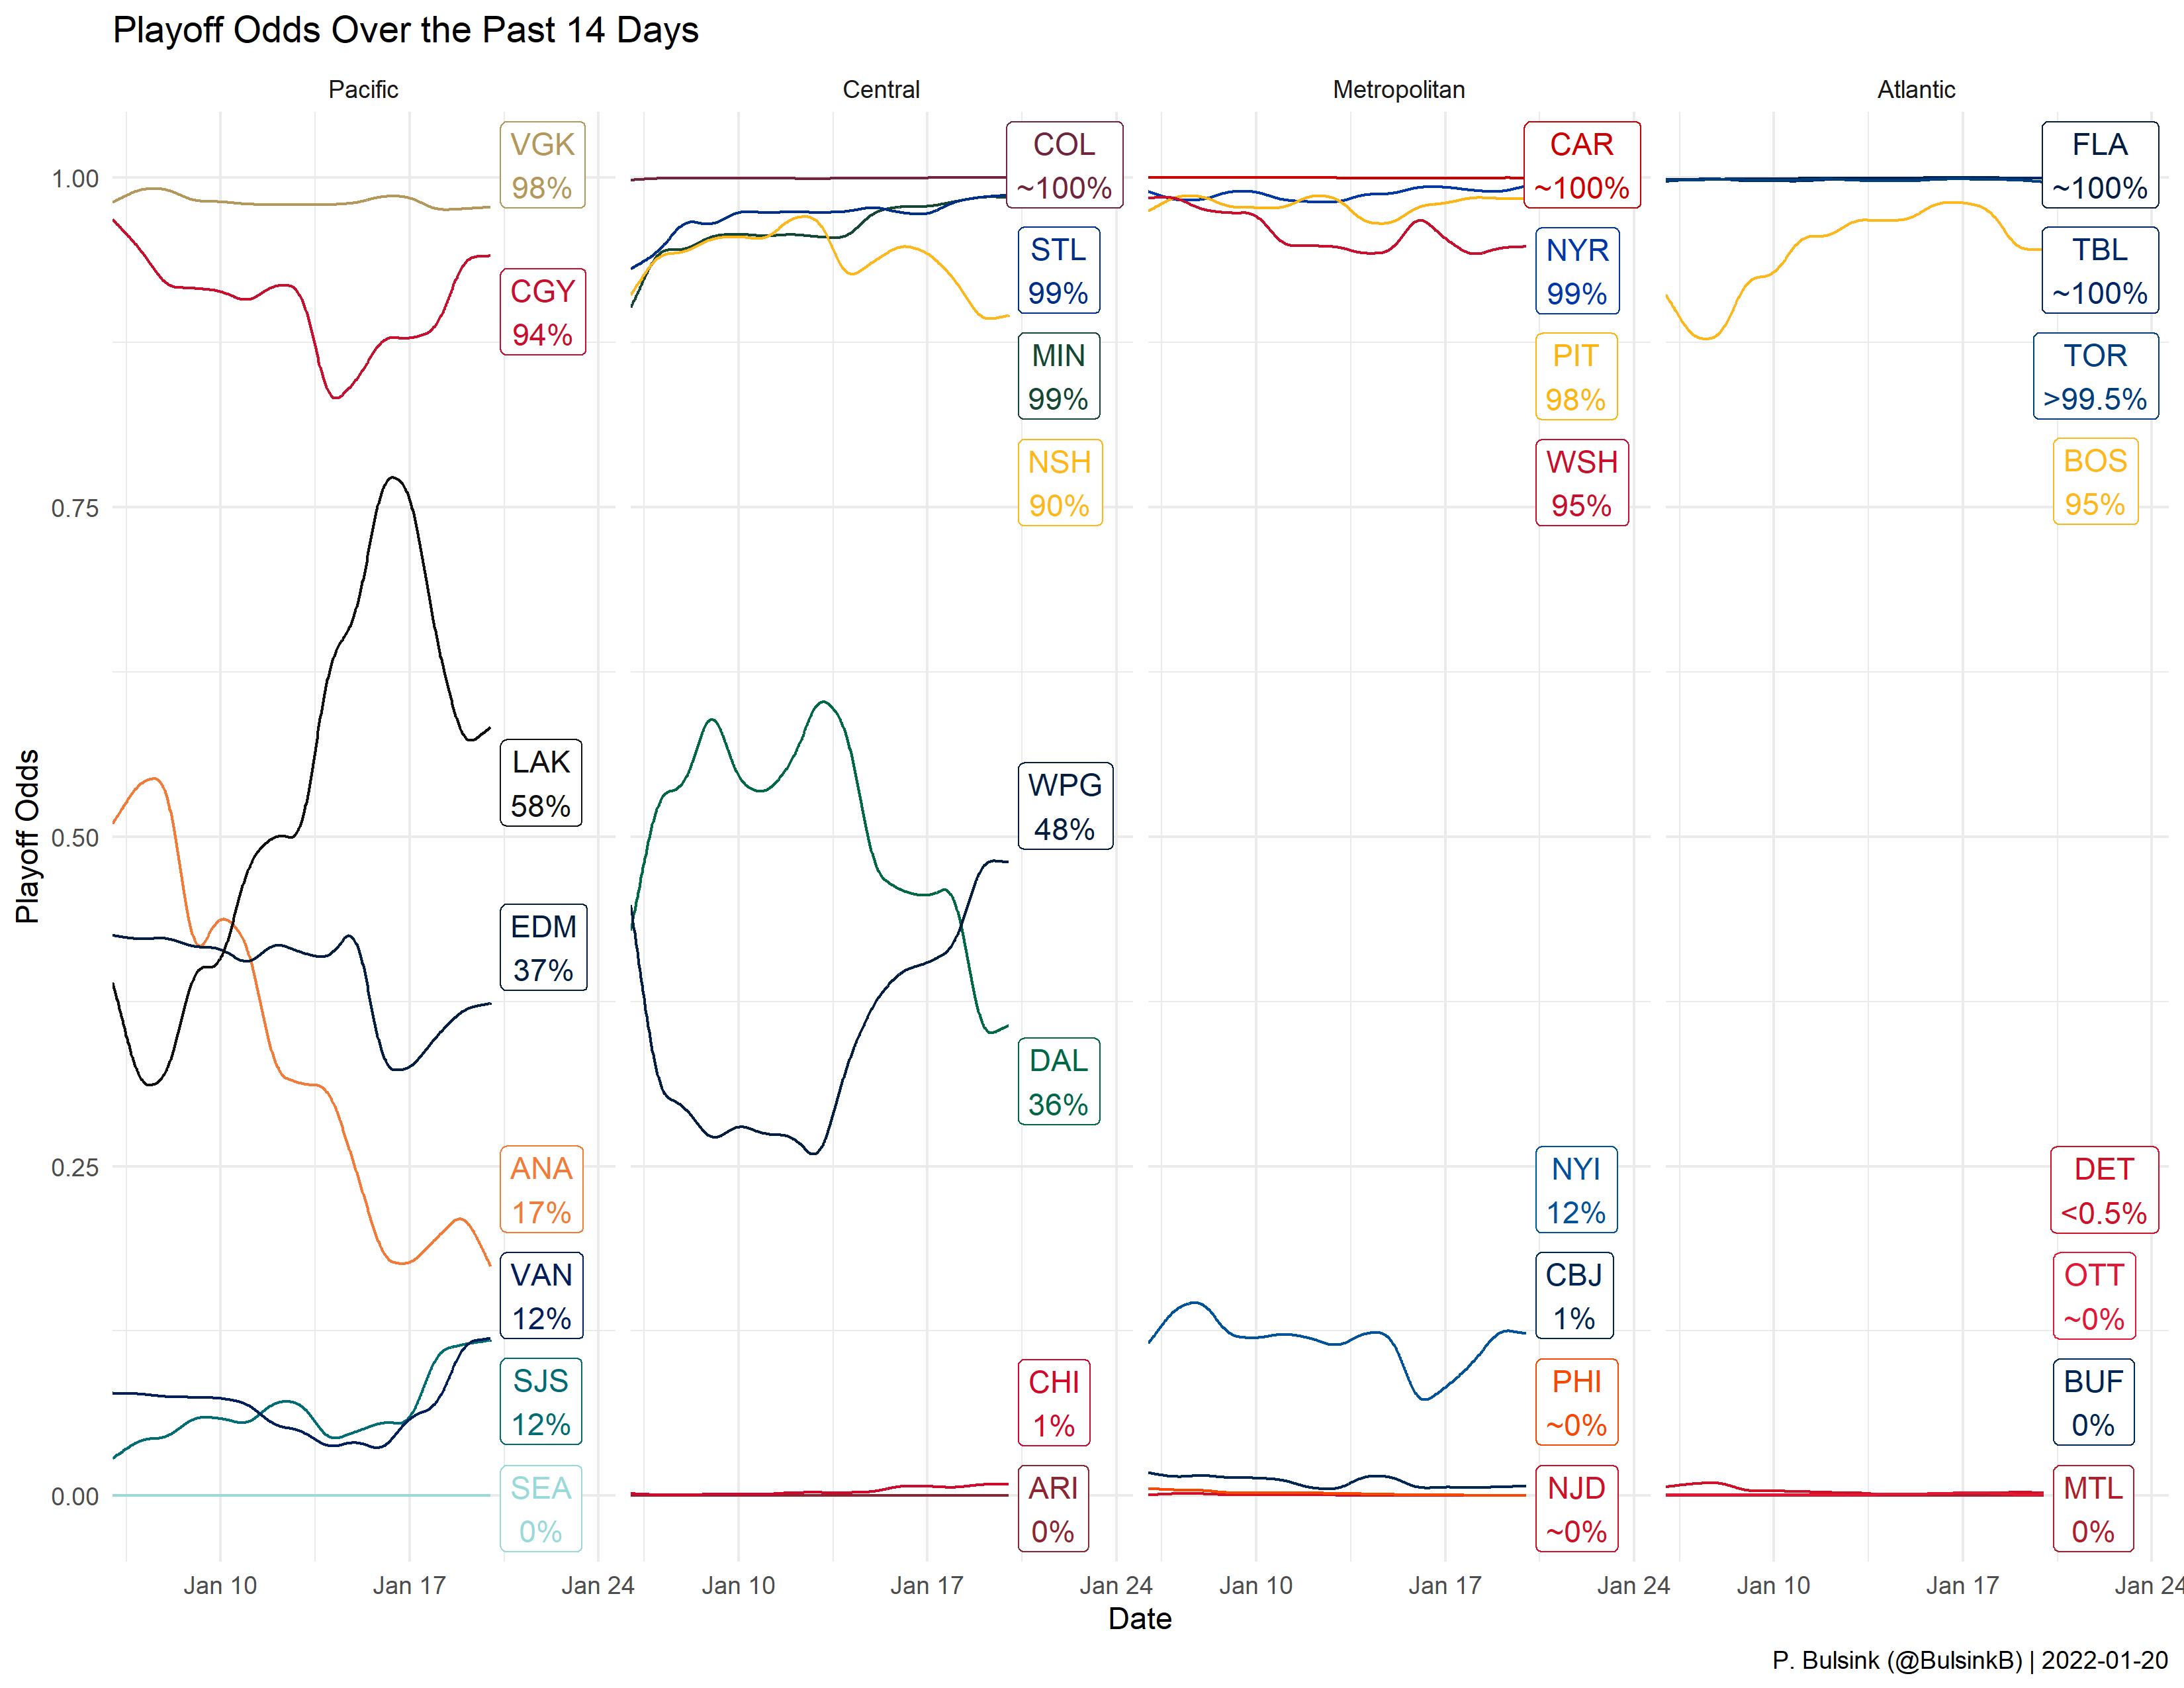 Playoff Odds Over the Past 14 Days
Pacific
Central
Metropolitan
Atlantic
Playoff Odds
1.00
0.75
0.50
0.25
0.00
VGK
98%
CGY
94%
LAK
58%
EDM
37%
ANA
17%
VAN
12%
SJS
12%
SEA
0%
COL
~100%
STL
99%
MIN
99%
NSH
90%
WPG
48%
DAL
36%
CHI
1%
ARI
0%
CAR
~100%
NYR
99%
PIT
98%
WSH
95%
NYI
12%
CBJ
1%
PHI
~0%
NJD
~0%
FLA
~100%
TBL
~100%
TOR
>99.5%
BOS
95%
DET
<0.5%
OTT
~0%
BUF
0%
MTL
0%
Jan 10 Jan 17 Jan 24
Jan 10 Jan 17 Jan 24
Jan 10 Jan 17 Jan 24
Jan 10 Jan 17 Jan 24
Date
P. Bulsink (@BulsinkB) | 2022-01-20